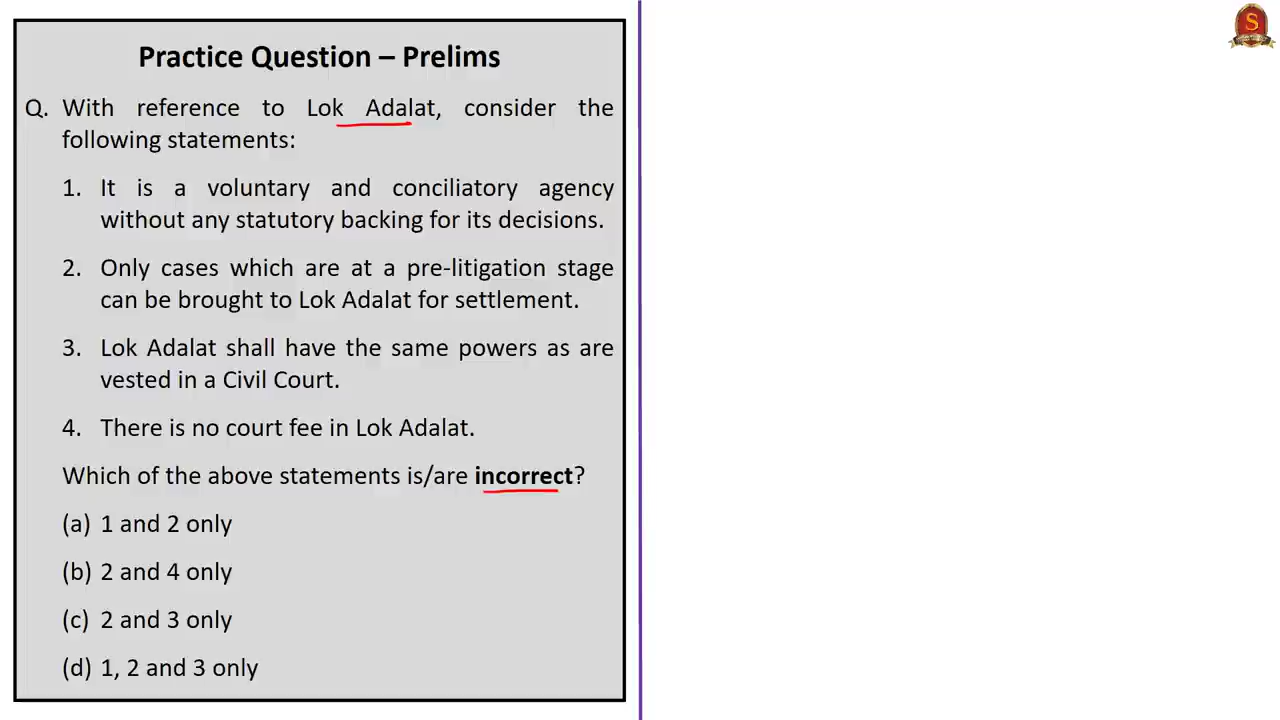 Practice Question – Prelims
Q. With reference to Lok Adalat, consider the
following statements:
1. It is a voluntary and conciliatory agency
without any statutory backing for its decisions.
2. Only cases which are at a pre-litigation stage
can be brought to Lok Adalat for settlement.
3. Lok Adalat shall have the same powers as are
vested in a Civil Court.
4. There is no court fee in Lok Adalat.
Which of the above statements is/are incorrect?
(a) 1 and 2 only
(b) 2 and 4 only
(c) 2 and 3 only
(d) 1, 2 and 3 only
S